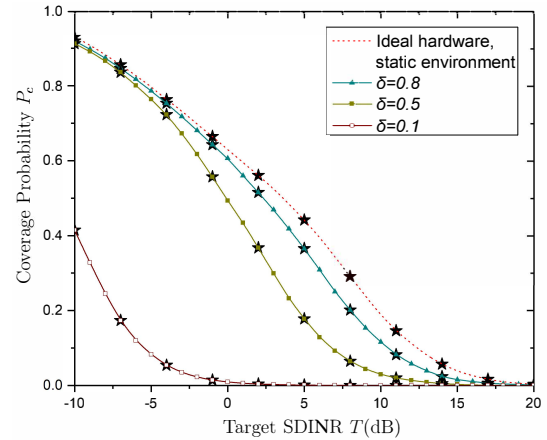 1.0
0.8
0.6
0.4
0.2
0.0
-10
-5
0
5
10
15
20
Coverage Probability P_c
Target SDINR T(dB)
Ideal hardware,
static environment
δ=0.8
δ=0.5
δ=0.1